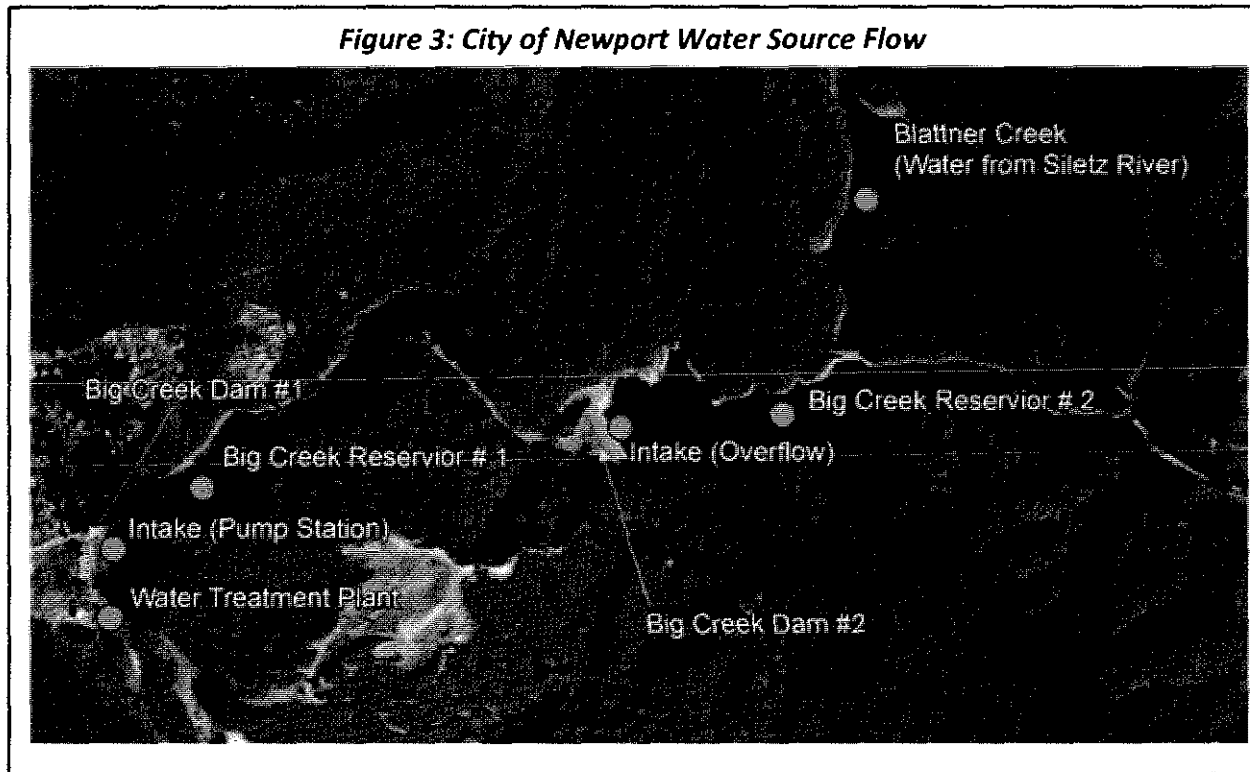 Figure 3: City of Newport Water Source Flow
Blattner Creek
(Water from Siletz River)
Big Creek Dam #1
Big Creek Reservior # 2
Big Creek Reservior # 1
Intake (Overflow)
Intake (Pump Station)
Water Treatment Plant
Big Creek Dam #2